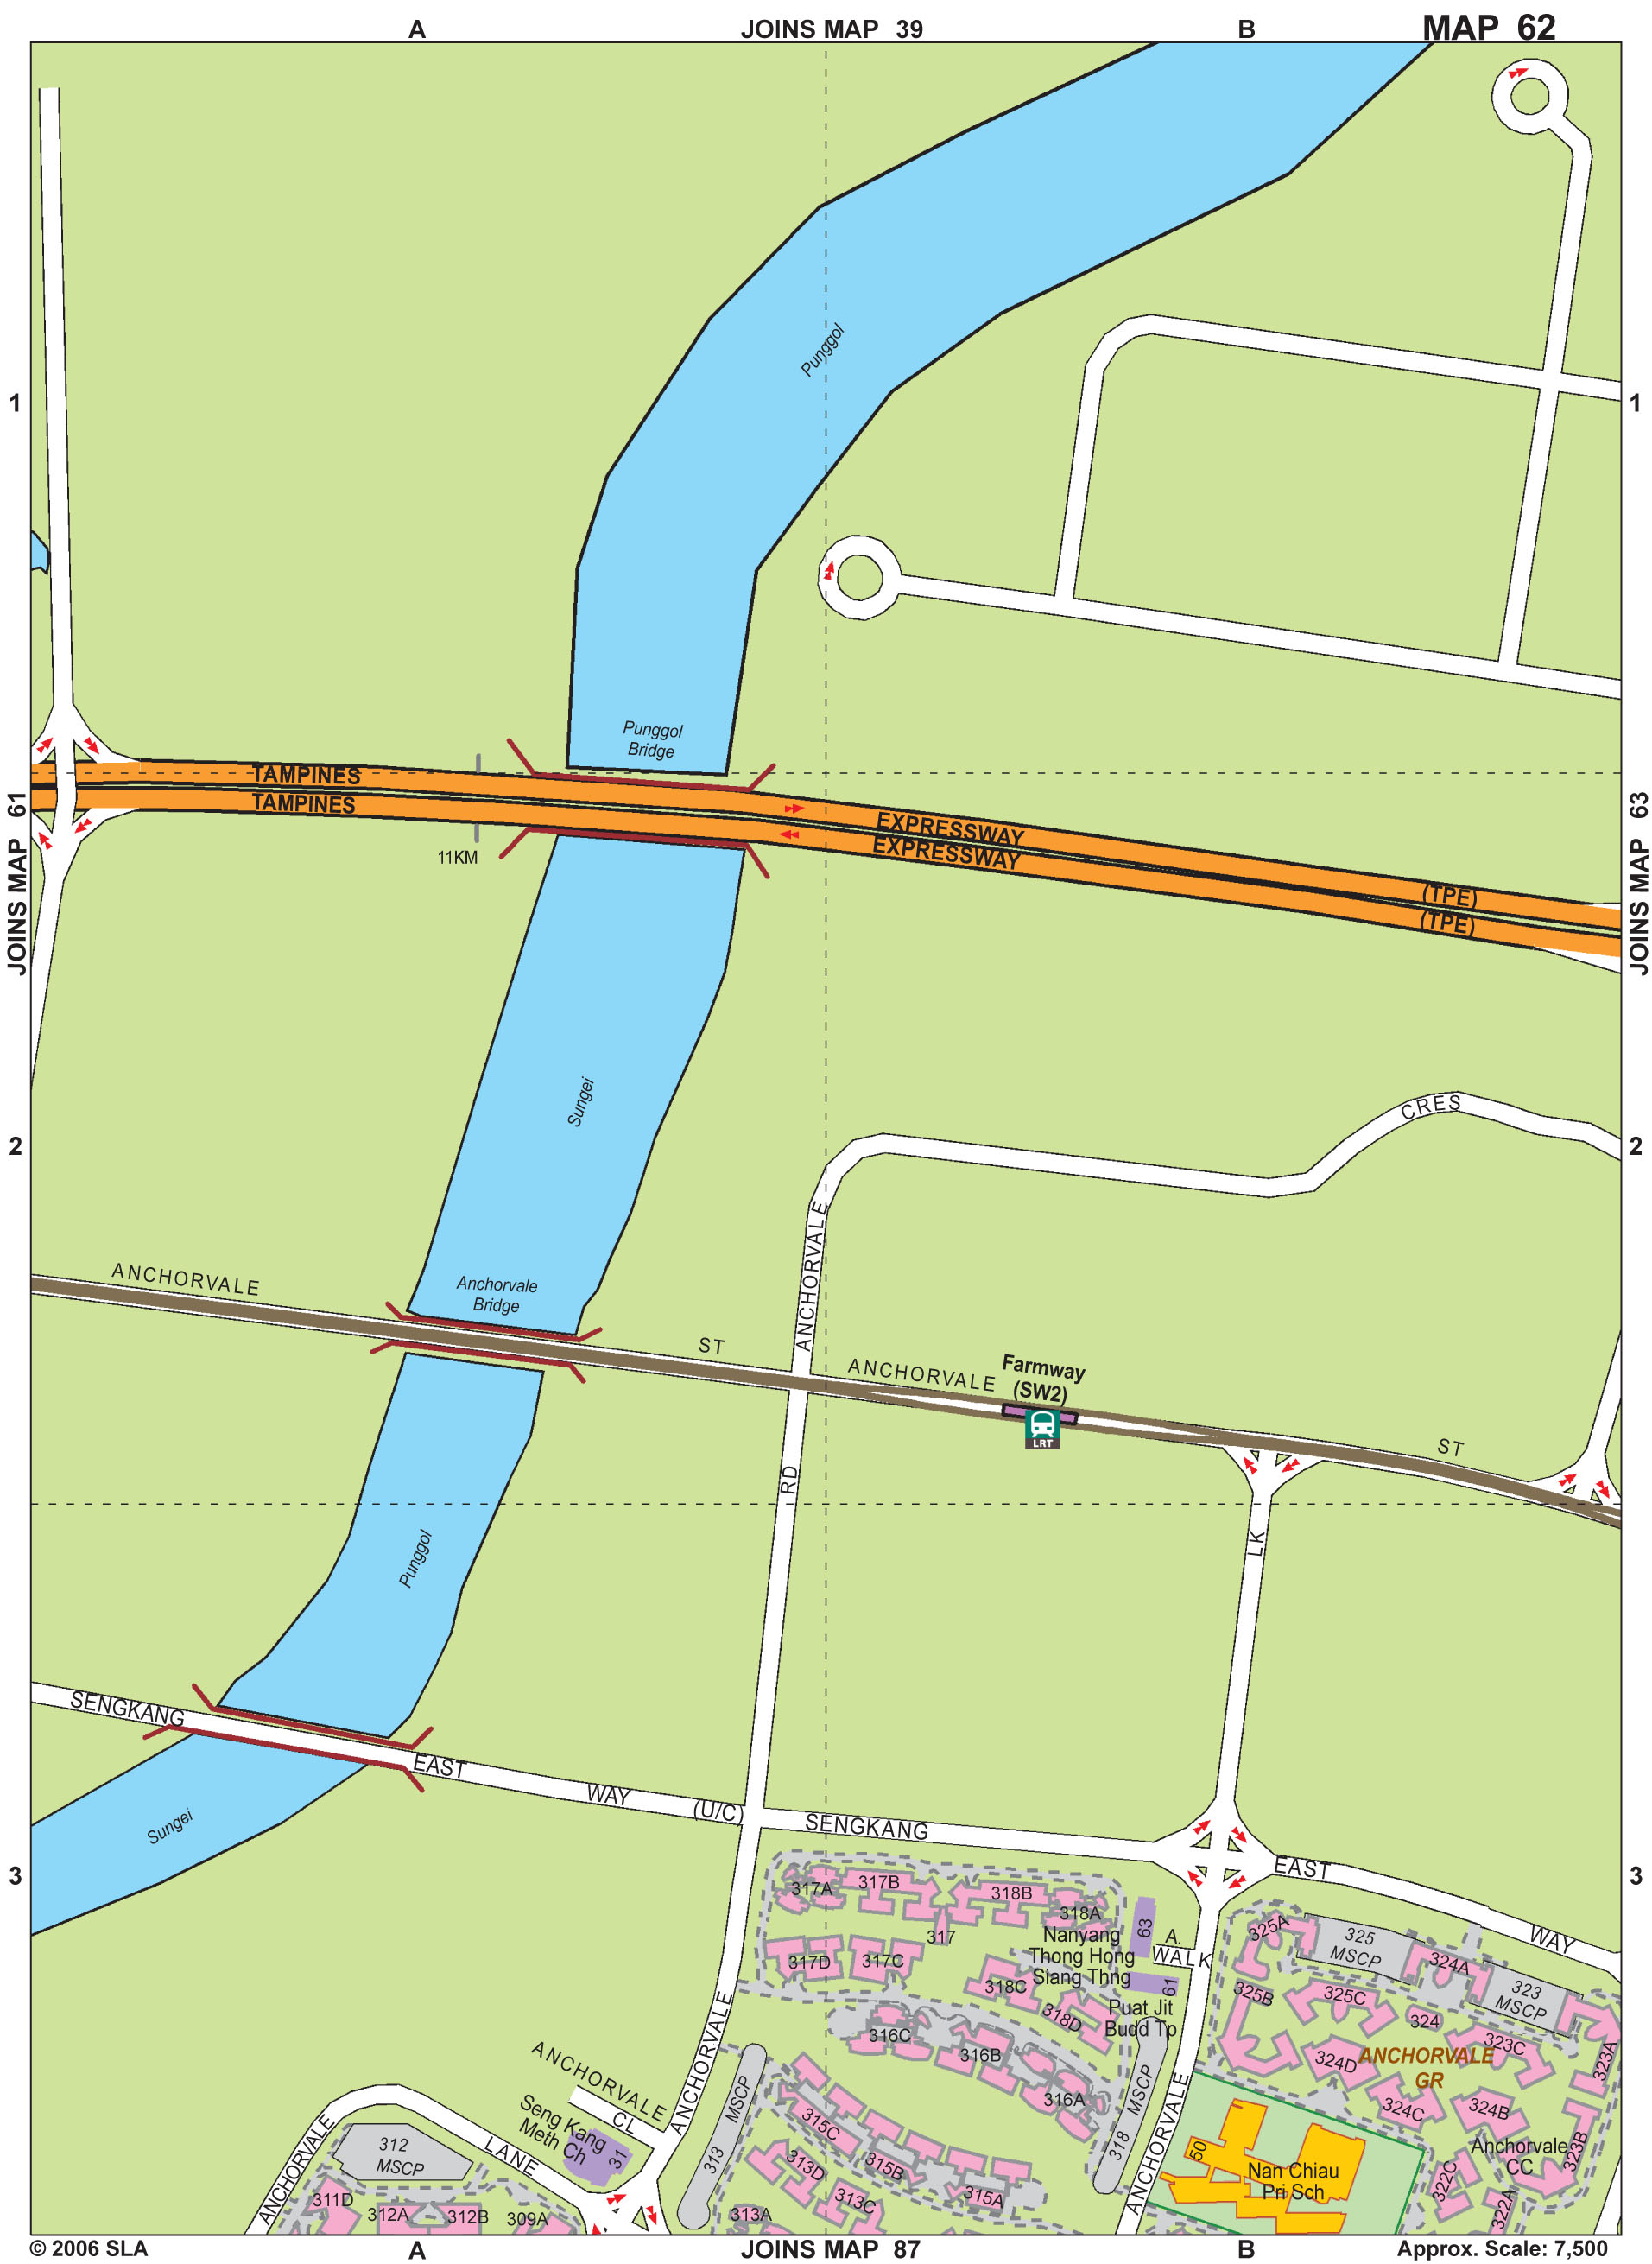 A
JOINS MAP 39
B
MAP 62
Punggol
1
1
Punggol
Bridge
TAMPINES
TAMPINES
EXPRESSWAY
EXPRESSWAY
(TPE)
(TPE)
11KM
JOINS MAP 61
JOINS MAP 63
Sungei
2
2
CRES
ANCHORVALE
ANCHORVALE
Anchorvale
Bridge
ST
ANCHORVALE
Farmway
(SW2)
LRT
ST
RD
LK
Punggol
SENGKANG
EAST
WAY
(U/C)
SENGKANG
EAST
WAY
Sungei
3
3
317A
317B
318B
318A
317
317D
317C
318C
318D
Nanyang
Thong Hong
Siang Thng
63
A.
WALK
61
Puat Jit
Budd Tp
325A
325
MSCP
324A
323
MSCP
325B
325C
324
323C
323A
324D
ANCHORVALE
GR
324C
324B
323B
Anchorvale
CC
322C
322A
316C
316B
316A
ANCHORVALE
ANCHORVALE
CL
Seng Kang
Meth Ch
31
ANCHORVALE
LANE
312
MSCP
311D
312A
312B
309A
313
MSCP
315C
315B
315A
313D
313C
313A
318
MSCP
ANCHORVALE
50
Nan Chiau
Pri Sch
© 2006 SLA
A
JOINS MAP 87
B
Approx. Scale: 7,500